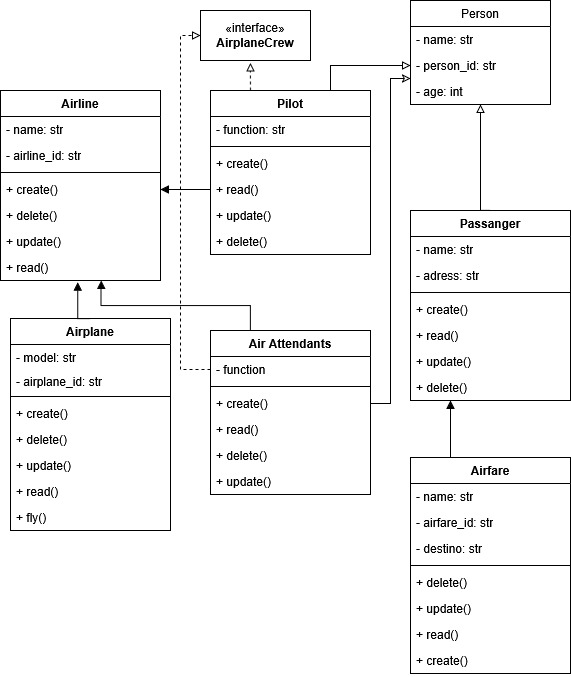 «interface»
AirplaneCrew
Person
- name: str
- person_id: str
- age: int
Airline
- name: str
- airline_id: str
+ create()
+ delete()
+ update()
+ read()
Pilot
- function: str
+ create()
+ read()
+ update()
+ delete()
Passanger
- name: str
- adress: str
+ create()
+ read()
+ update()
+ delete()
Airplane
- model: str
- airplane_id: str
+ create()
+ delete()
+ update()
+ read()
+ fly()
Air Attendants
- function
+ create()
+ read()
+ delete()
+ update()
Airfare
- name: str
- airfare_id: str
- destino: str
+ delete()
+ update()
+ read()
+ create()